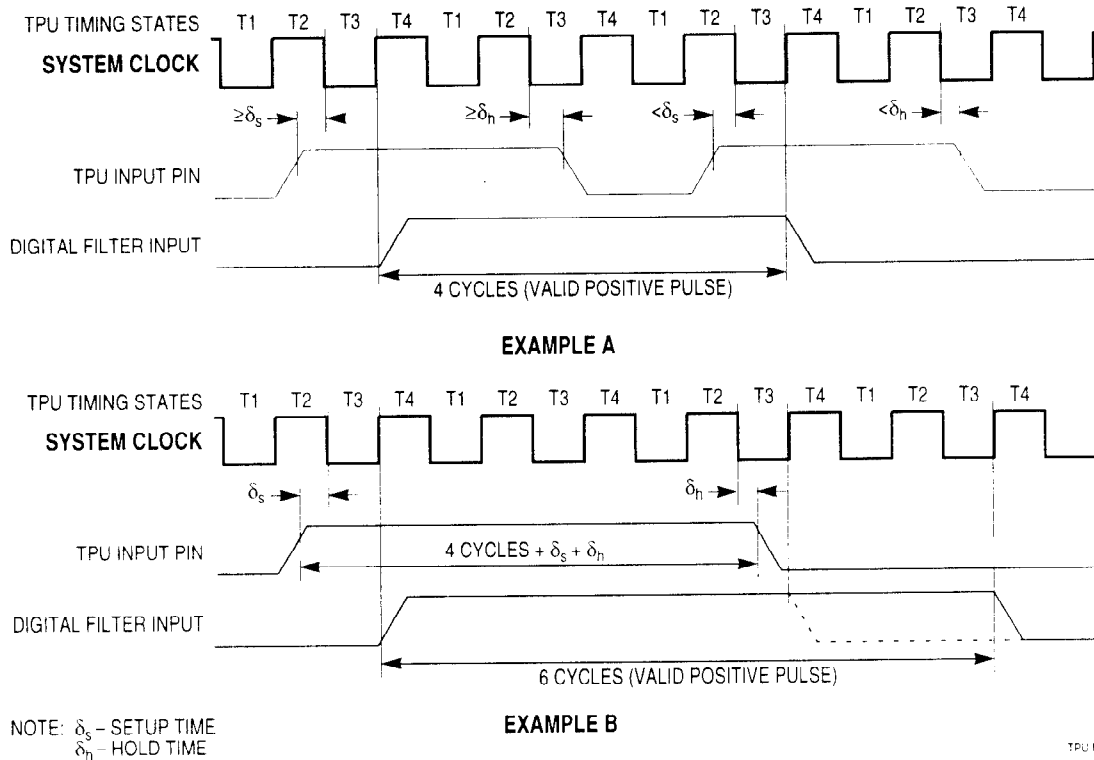 TPU TIMING STATES T1 T2 T3 T4 T1 T2 T3 T4 T1 T2 T3 T4 T1 T2 T3 T4
SYSTEM CLOCK
≥δs ≥δh <δs <δh
TPU INPUT PIN
DIGITAL FILTER INPUT
4 CYCLES (VALID POSITIVE PULSE)
EXAMPLE A
TPU TIMING STATES T1 T2 T3 T4 T1 T2 T3 T4 T1 T2 T3 T4 T1 T2 T3 T4
SYSTEM CLOCK
δs δh
TPU INPUT PIN
4 CYCLES + δs + δh
DIGITAL FILTER INPUT
6 CYCLES (VALID POSITIVE PULSE)
EXAMPLE B
NOTE: δs – SETUP TIME
δh – HOLD TIME
TPU